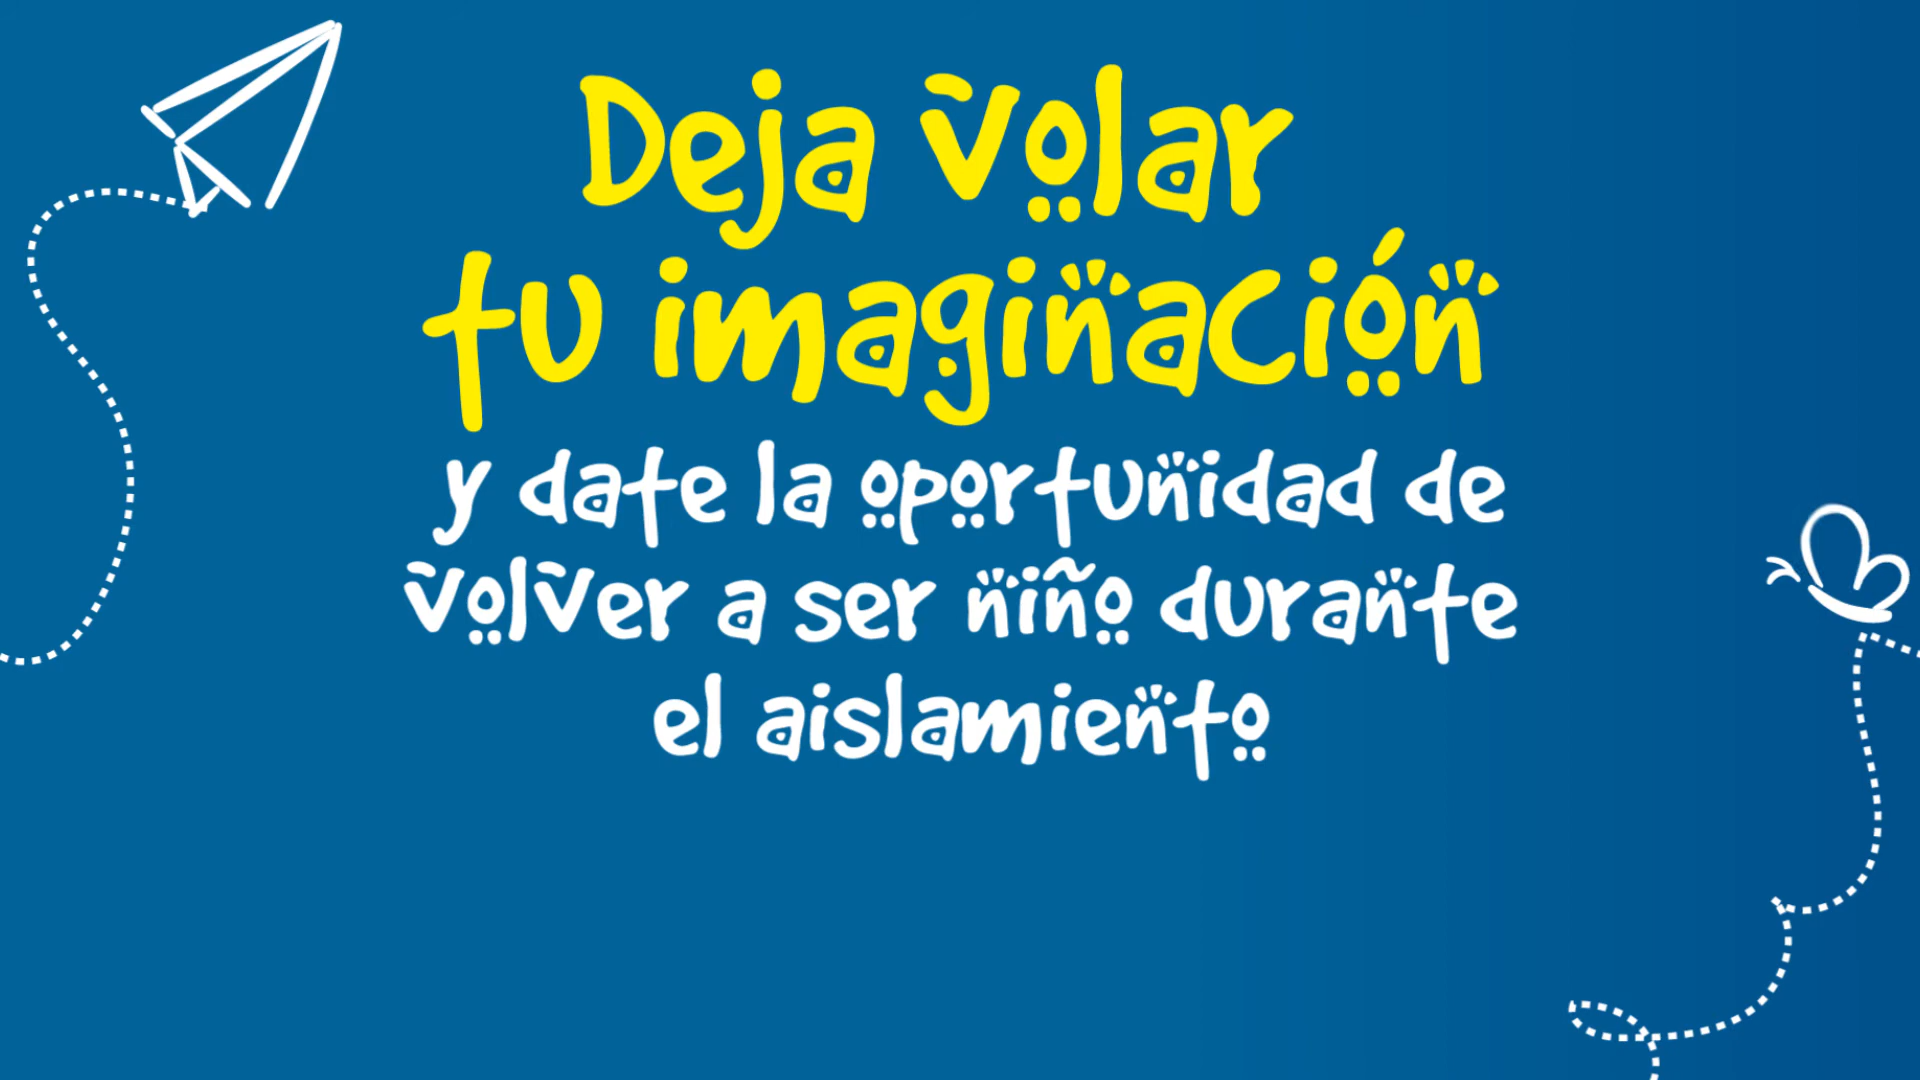 Deja volar
tu imaginación
y date la oportunidad de
volver a ser niño durante
el aislamiento